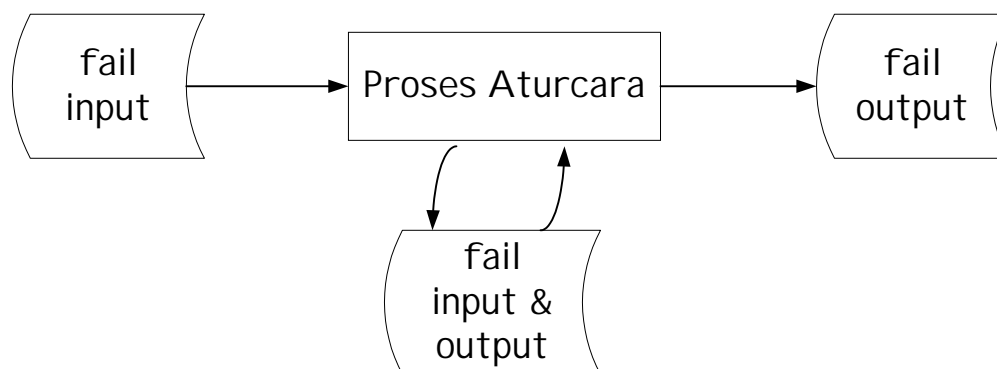 fail
input
Proses Aturcara
fail
output
fail
input &
output